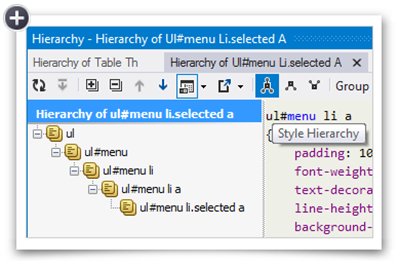 Hierarchy - Hierarchy of Ul#menu Li.selected A
Hierarchy of Table Th
Hierarchy of Ul#menu Li.selected A
Group
Hierarchy of ul#menu li.selected a
ul
ul#menu
ul#menu li
ul#menu li a
ul#menu li.selected a
ul#menu li a
{
Style Hierarchy
padding: 10
font-weight
text-decora
line-height
background-